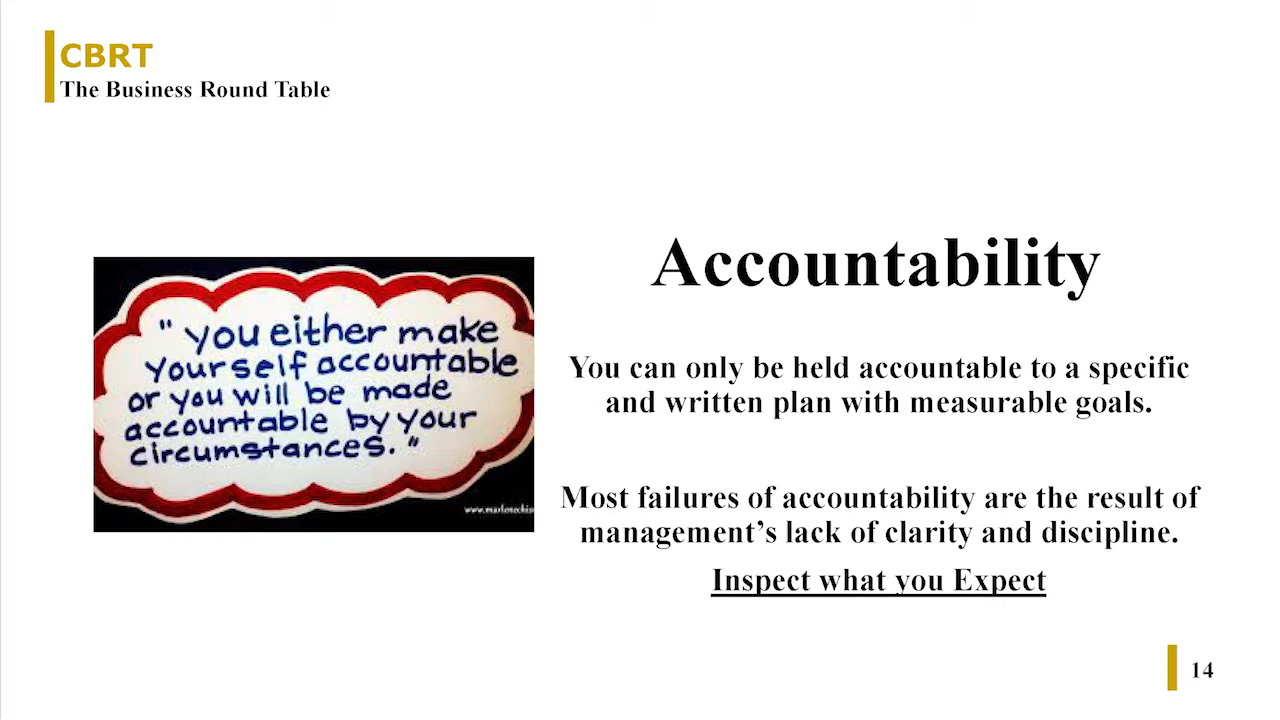 CBRT
The Business Round Table
" you either make
yourself accountable
or you will be made
accountable by your
circumstances. "
Accountability
You can only be held accountable to a specific
and written plan with measurable goals.
Most failures of accountability are the result of
management's lack of clarity and discipline.
Inspect what you Expect
14